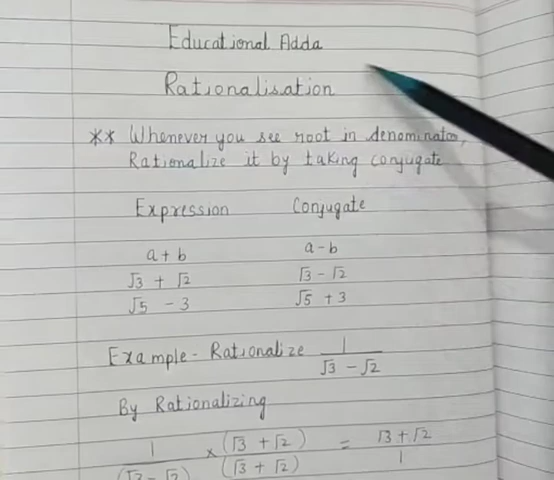 Educational Adda
Rationalisation
** Whenever you see root in denominator,
Rationalize it by taking conjugate
Expression Conjugate
a + b a - b
√3 + √2 √3 - √2
√5 - 3 √5 + 3
Example - Rationalize 1/(√3 - √2)
By Rationalizing
1/(√3 - √2) × (√3 + √2)/(√3 + √2) = (√3 + √2)/1